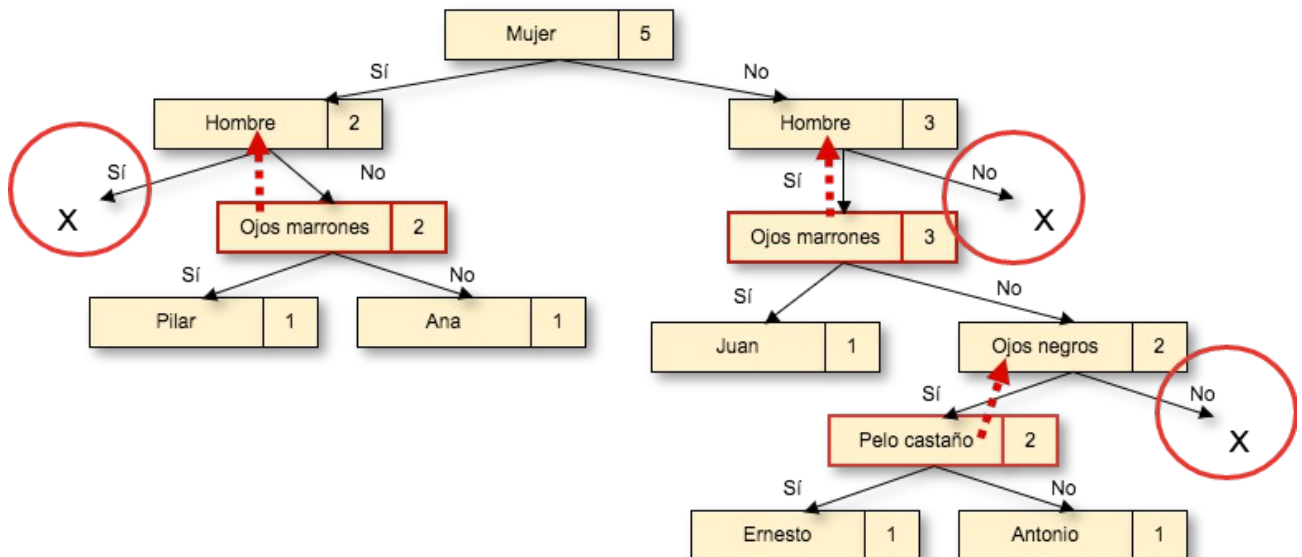 Mujer 5
Sí No
Hombre 2 Hombre 3
Sí No Sí No
X Ojos marrones 2 Ojos marrones 3 X
Sí No Sí No
Pilar 1 Ana 1 Juan 1 Ojos negros 2
Sí No
Pelo castaño 2 X
Sí No
Ernesto 1 Antonio 1